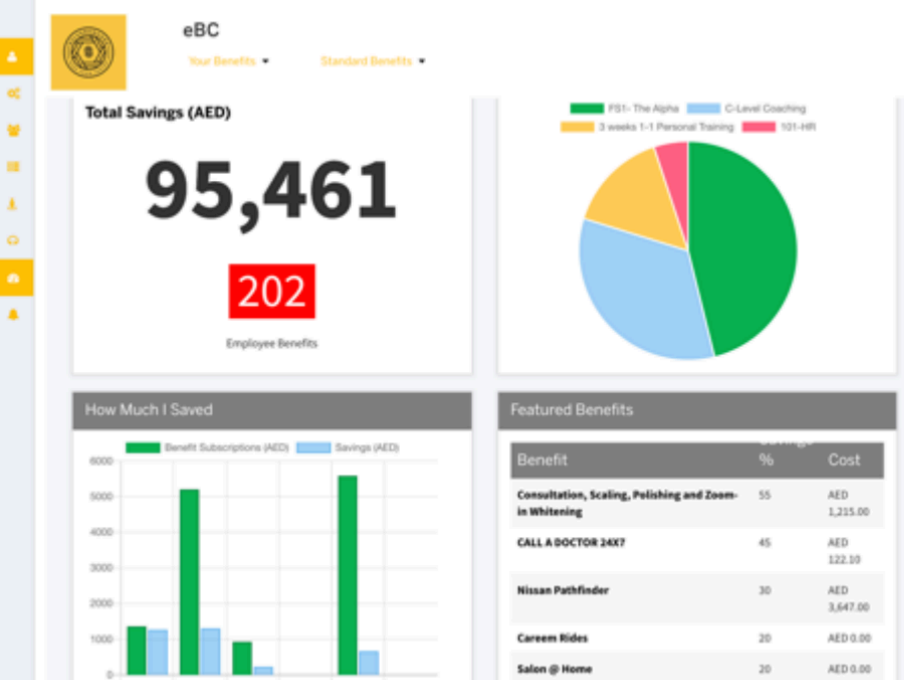 eBC
Your Benefits
Standard Benefits
Total Savings (AED)
95,461
202
Employee Benefits
FS1- The Alpha
C-Level Coaching
3 weeks 1-1 Personal Training
101-HR
How Much I Saved
Benefit Subscriptions (AED)
Savings (AED)
6000
5000
4000
3000
2000
1000
0
Featured Benefits
Benefit
%
Cost
Consultation, Scaling, Polishing and Zoom-
in Whitening
55
AED
1,215.00
CALL A DOCTOR 24X7
45
AED
122.10
Nissan Pathfinder
30
AED
3,647.00
Careem Rides
20
AED 0.00
Salon @ Home
20
AED 0.00